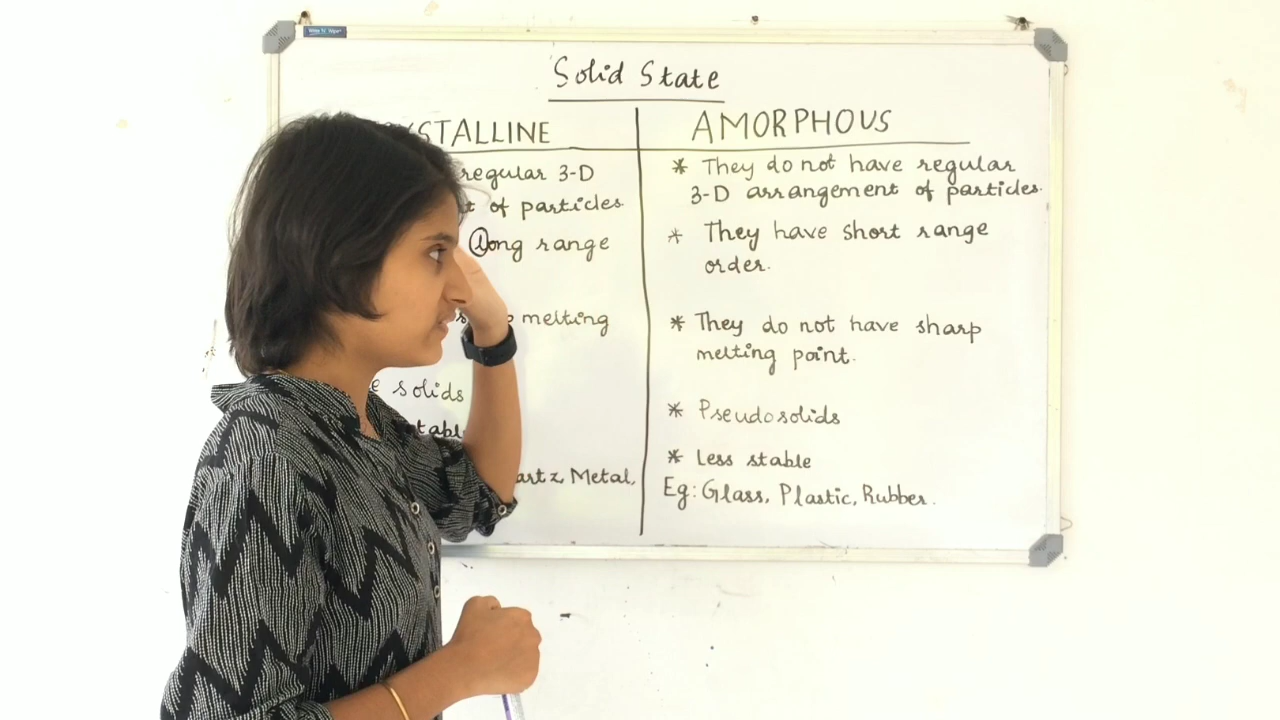 Solid State
STALLINE
regular 3-D
of particles.
long range
melting
solids
Metal,
AMORPHOUS
* They do not have regular
3-D arrangement of particles.
* They have short range
order.
* They do not have sharp
melting point.
* Pseudosolids
* Less stable
Eg: Glass, Plastic, Rubber.